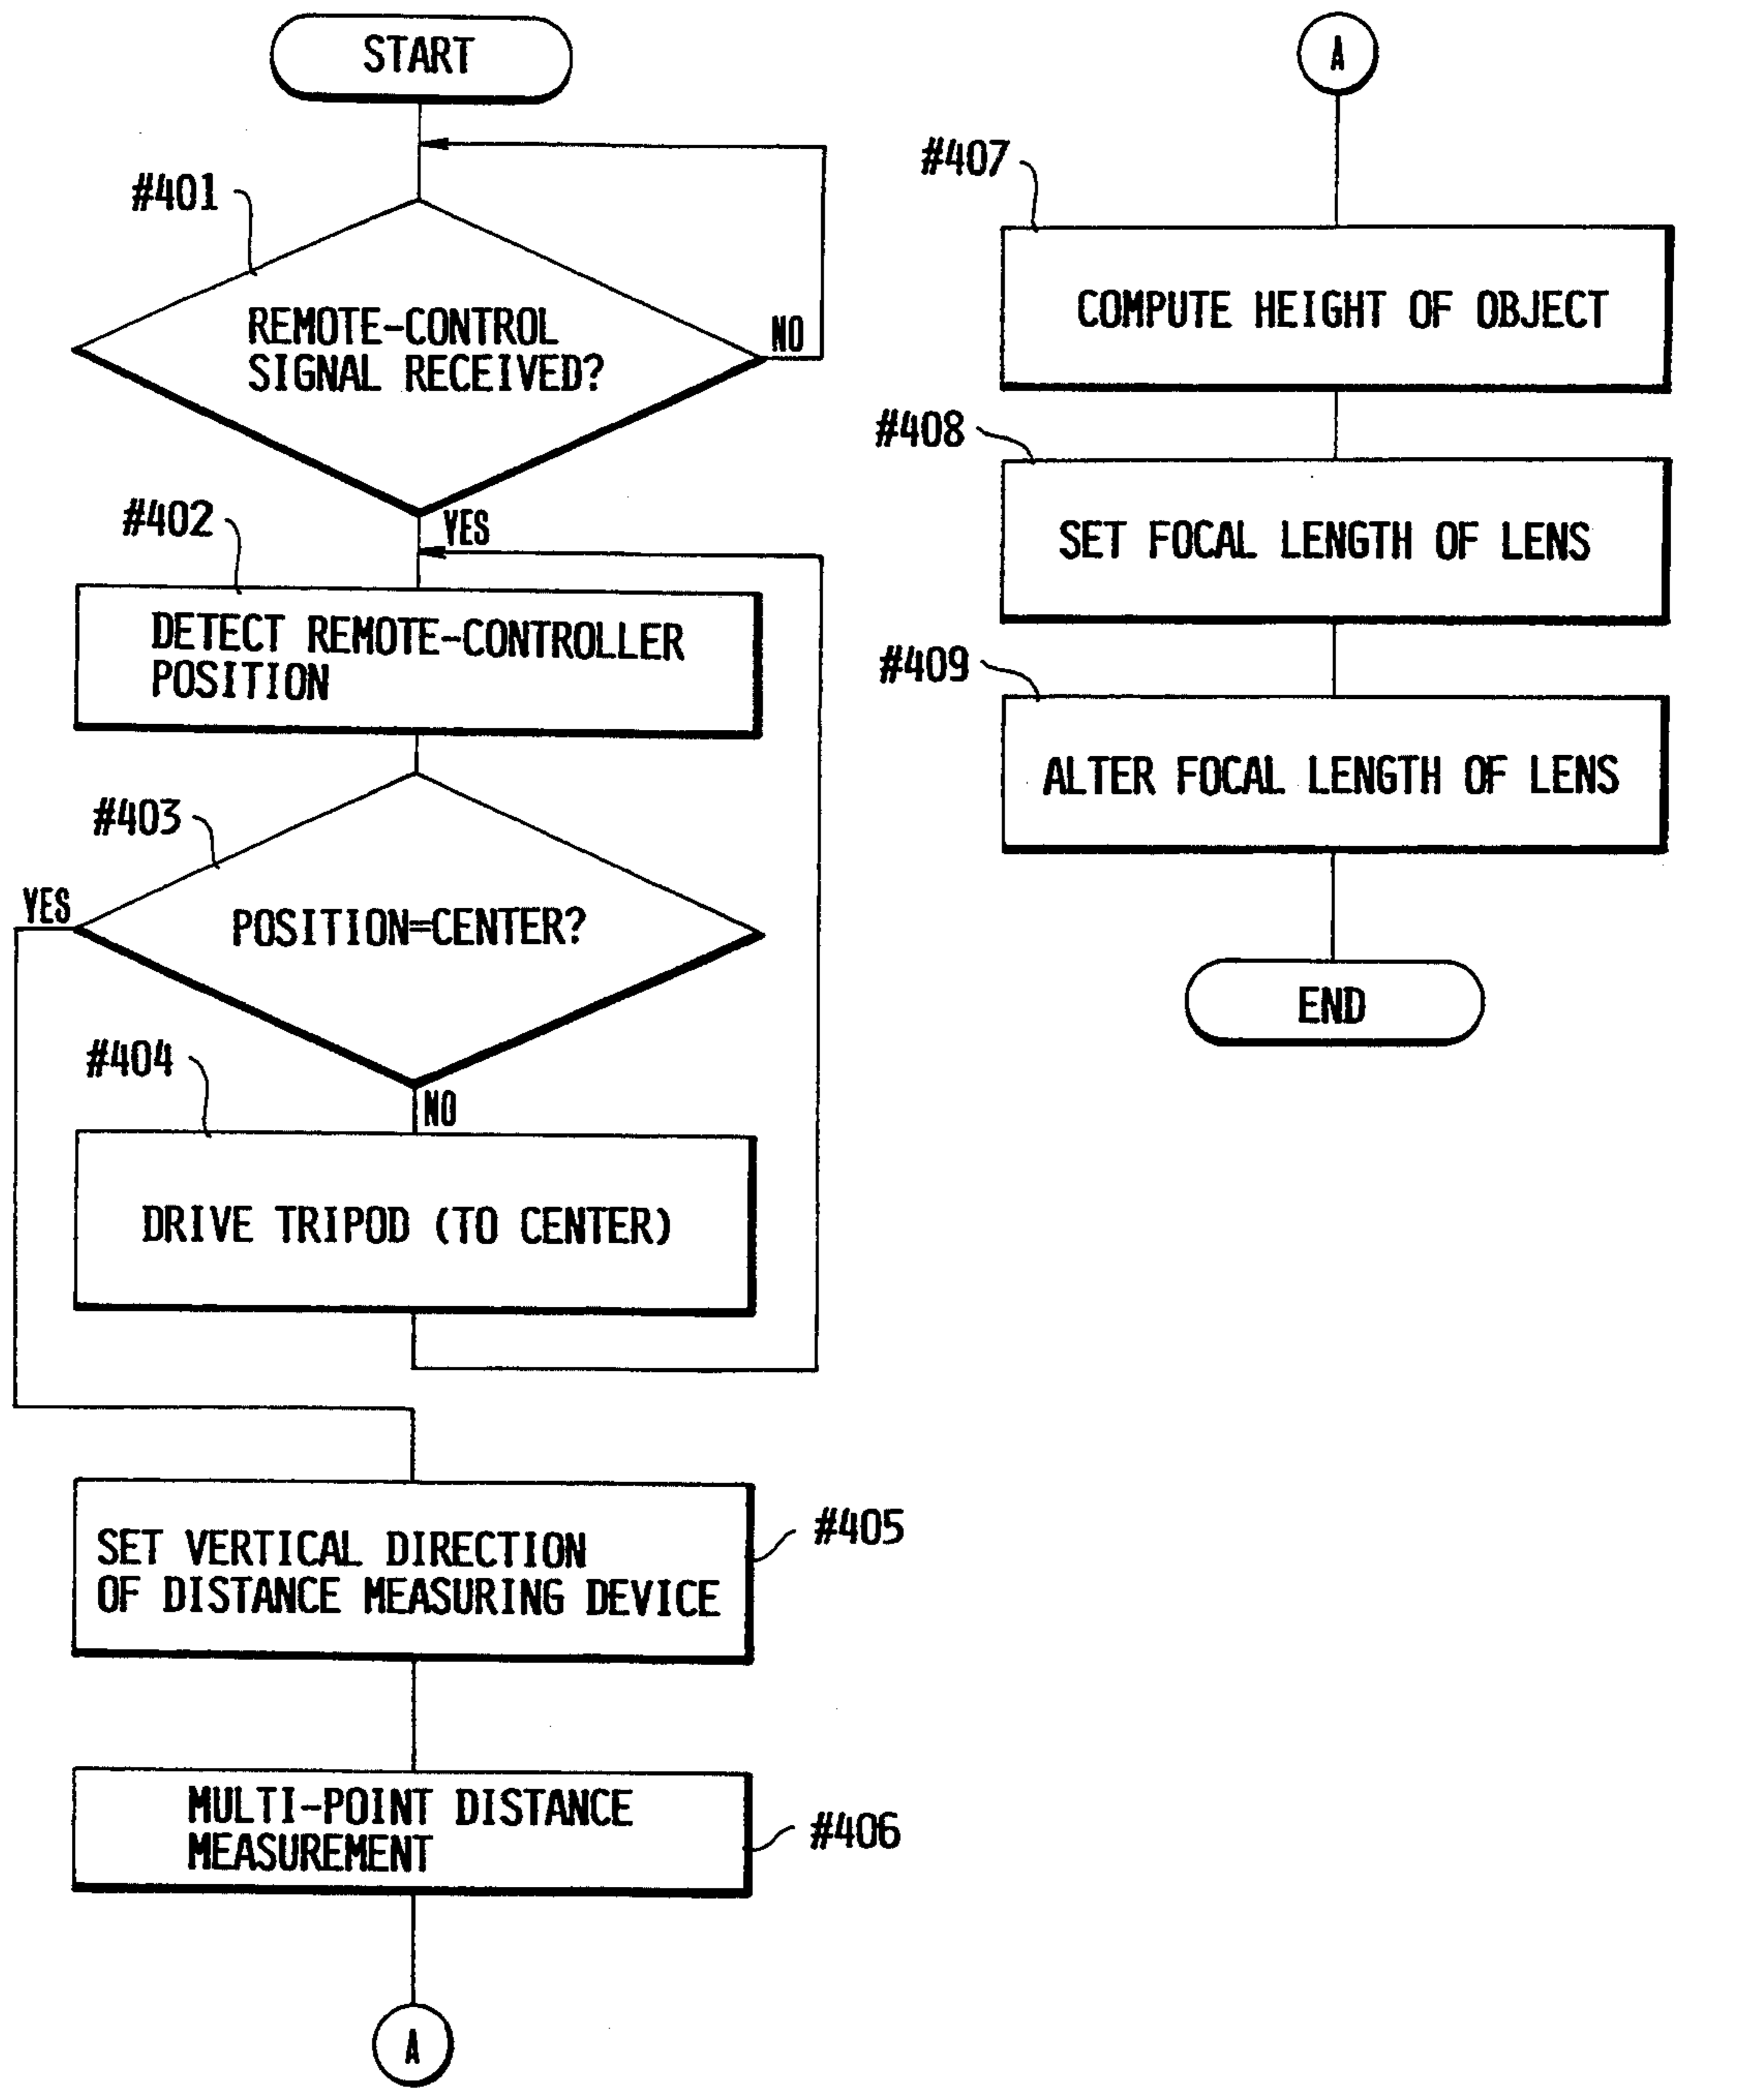 START
#401
REMOTE-CONTROL
SIGNAL RECEIVED?
NO
YES
#402
DETECT REMOTE-CONTROLLER
POSITION
#403
YES
POSITION=CENTER?
#404
NO
DRIVE TRIPOD (TO CENTER)
SET VERTICAL DIRECTION
OF DISTANCE MEASURING DEVICE
#405
MULTI-POINT DISTANCE
MEASUREMENT
#406
A
A
#407
COMPUTE HEIGHT OF OBJECT
#408
SET FOCAL LENGTH OF LENS
#409
ALTER FOCAL LENGTH OF LENS
END